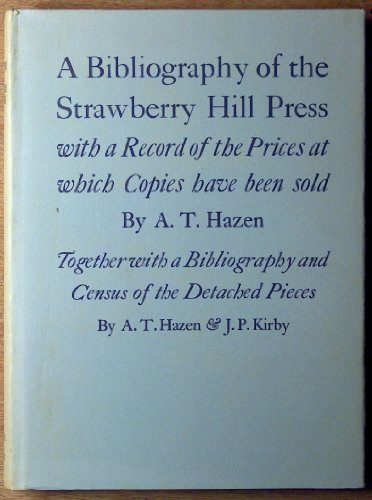 A Bibliography of the
Strawberry Hill Press
with a Record of the Prices at
which Copies have been sold
By A. T. Hazen
Together with a Bibliography and
Census of the Detached Pieces
By A. T. Hazen & J. P. Kirby